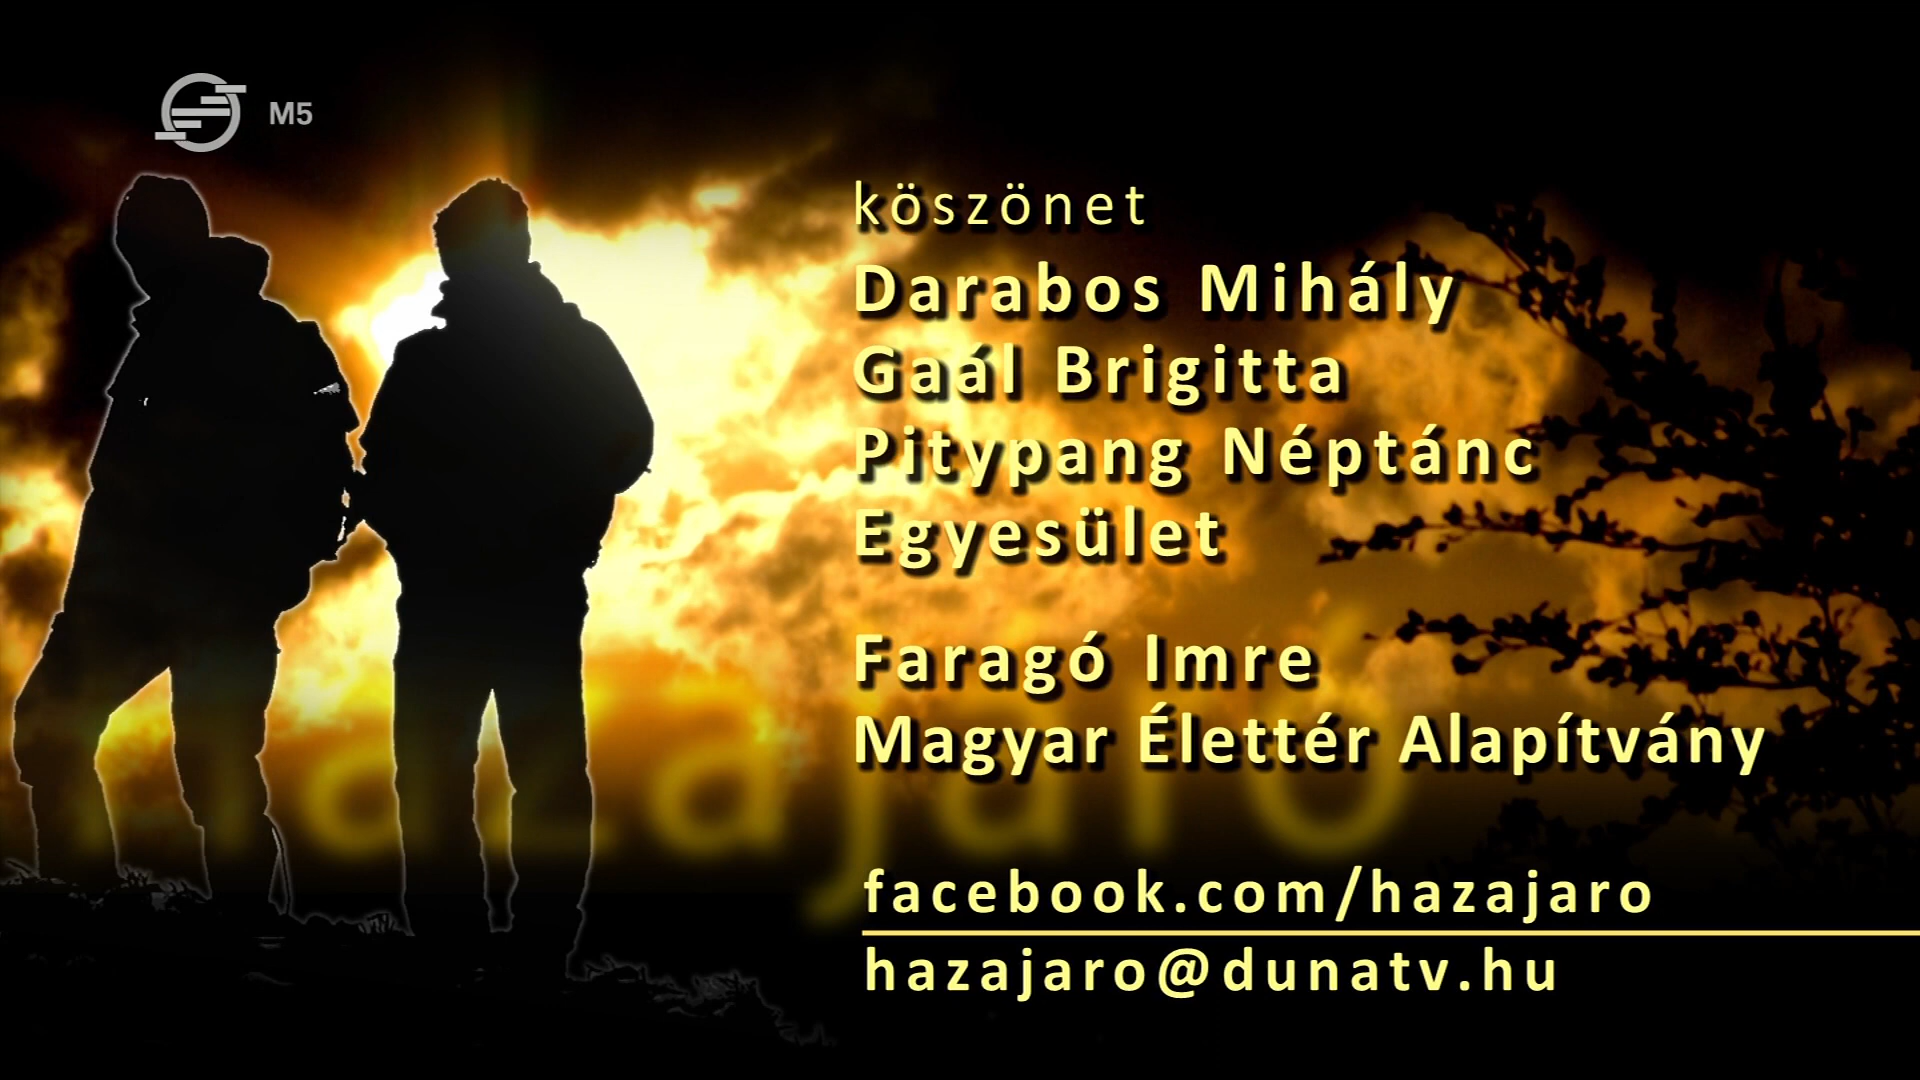 M5
köszönet
Darabos Mihály
Gaál Brigitta
Pitypang Néptánc
Egyesület
Faragó Imre
Magyar Élettér Alapítvány
hazajáró
facebook.com/hazajaro
hazajaro@dunatv.hu